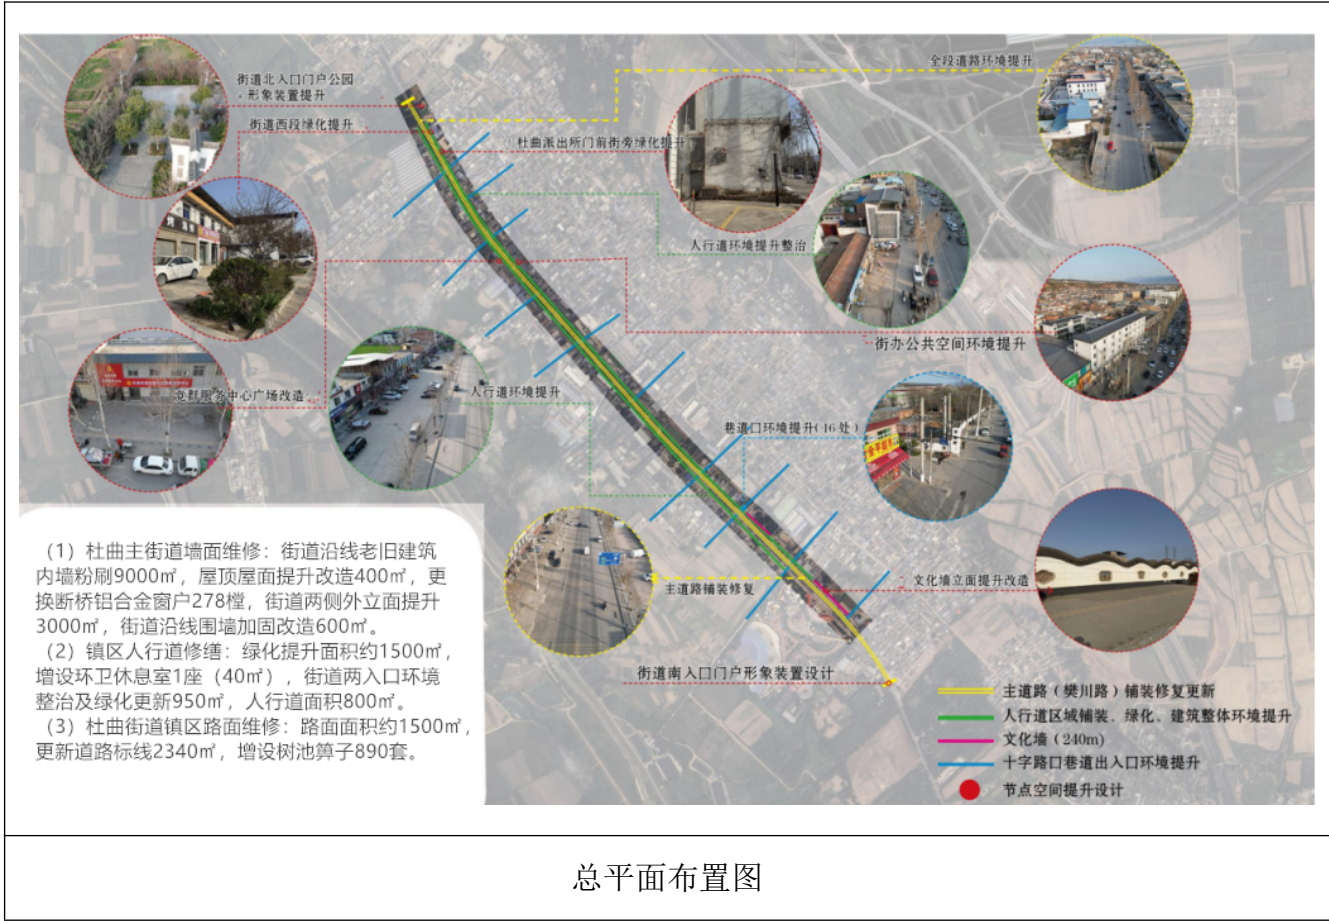 全段道路环境提升
街道北入口门户公园
形象装置提升
街道西段绿化提升
杜曲派出所门前街旁绿化提升
人行道环境提升整治
街办公共空间环境提升
党群服务中心广场改造
人行道环境提升
巷道口环境提升(16处)
金平超市
主道路铺装修复
文化墙立面提升改造
街道南入口门户形象装置设计
(1)杜曲主街道墙面维修：街道沿线老旧建筑
内墙粉刷9000㎡，屋顶屋面提升改造400㎡，更
换断桥铝合金窗户278樘，街道两侧外立面提升
3000㎡，街道沿线围墙加固改造600㎡。
(2)镇区人行道修缮：绿化提升面积约1500㎡，
增设环卫休息室1座（40㎡），街道两入口环境
整治及绿化更新950㎡，人行道面积800㎡。
(3)杜曲街道镇区路面维修：路面面积约1500㎡，
更新道路标线2340㎡，增设树池箅子890套。
主道路（樊川路）铺装修复更新
人行道区域铺装、绿化、建筑整体环境提升
文化墙（240m)
十字路口巷道出入口环境提升
节点空间提升设计
总平面布置图